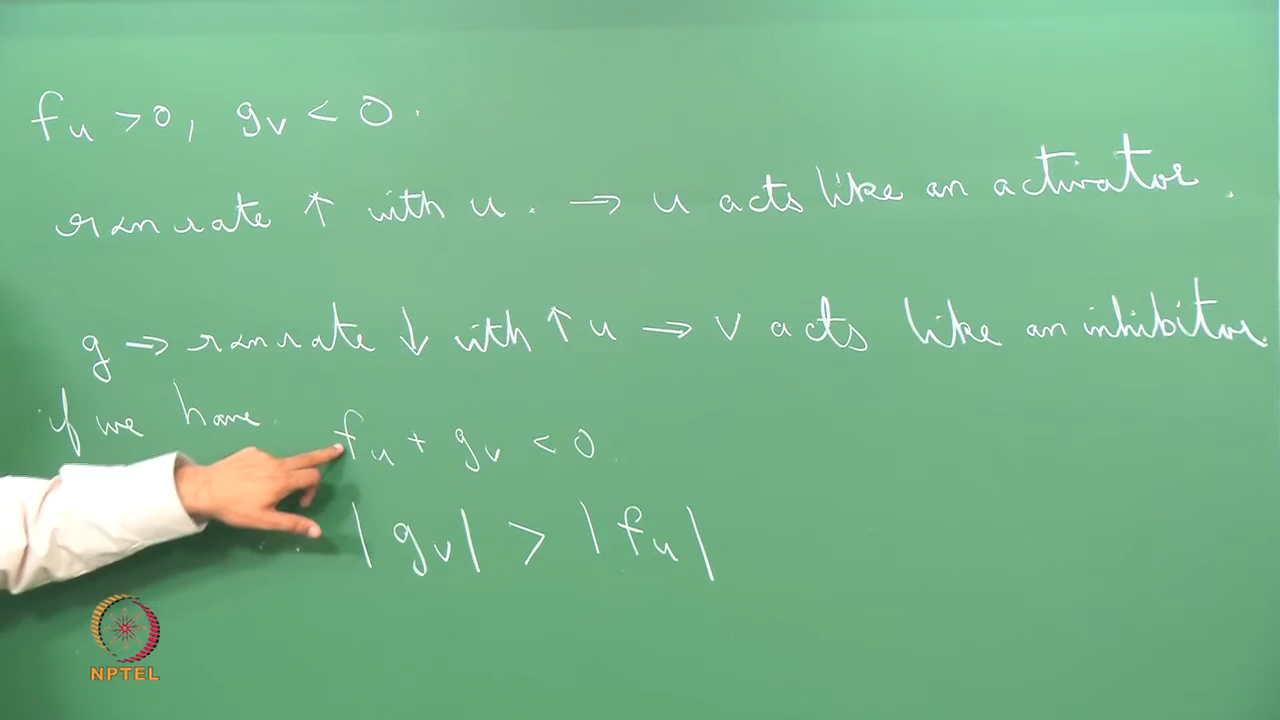 fu > 0, gv < 0.
rxn rate ↑ with u. → u acts like an activator.
g → rxn rate ↓ with ↑ u → v acts like an inhibitor.
if we have fu + gv < 0
|gv| > |fu|
NPTEL